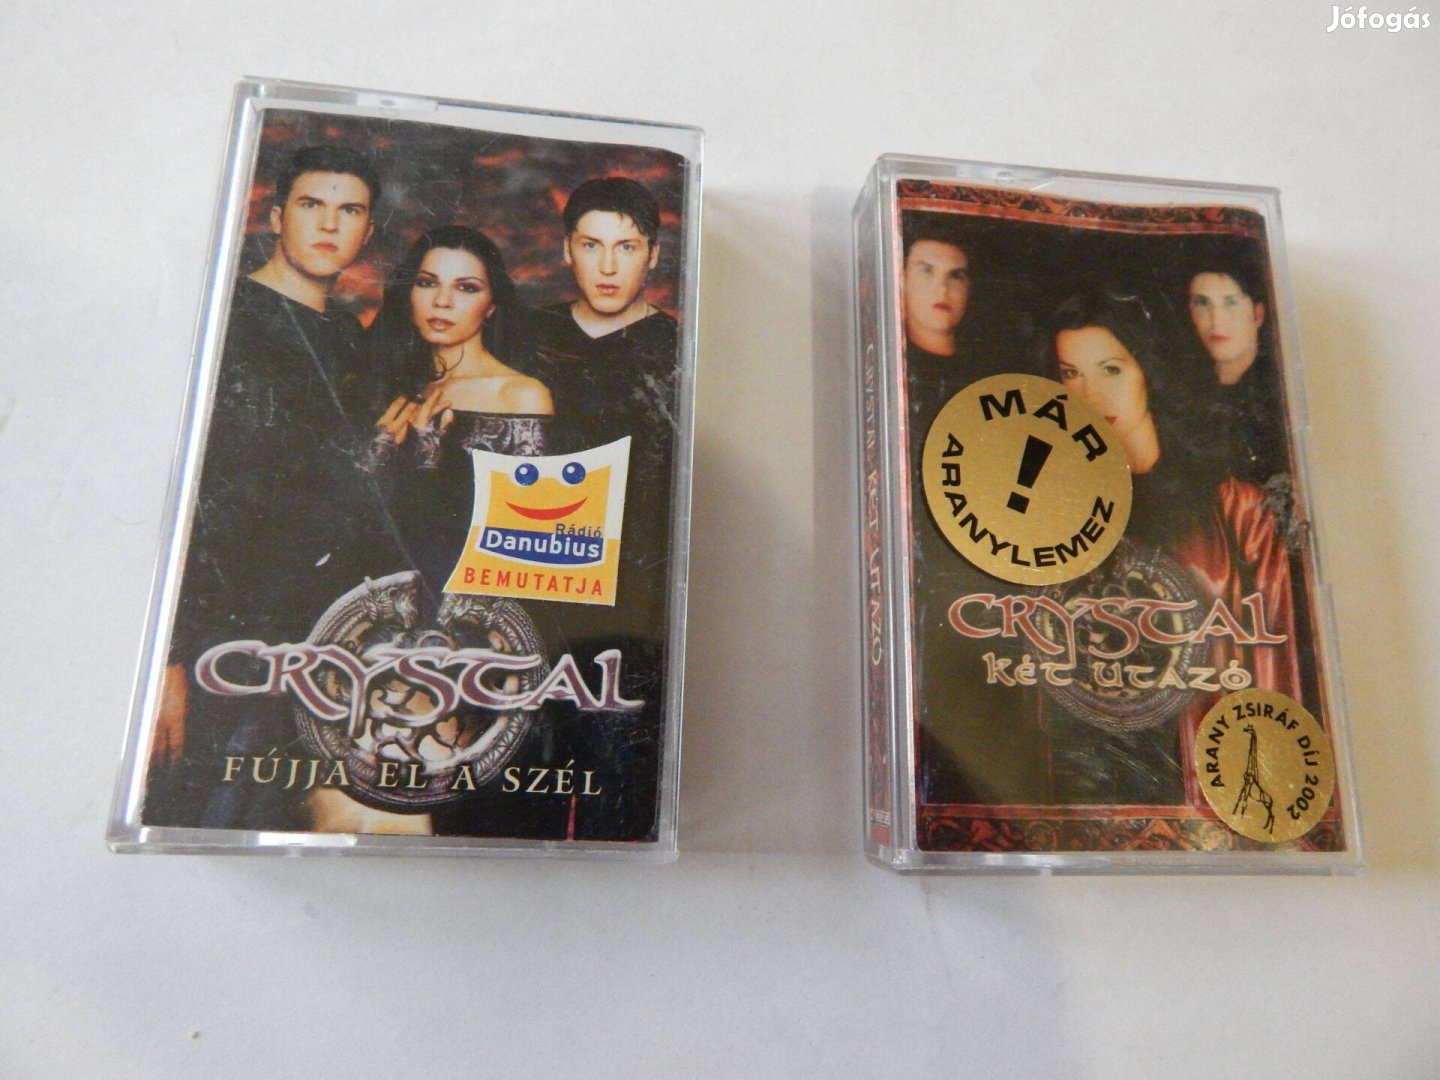 Jófogás
Rádió
Danubius
BEMUTATJA
CRYSTAL
FÚJJA EL A SZÉL
CRYSTAL KÉT UTAZÓ
MÁR
!
ARANYLEMEZ
CRYSTAL
KÉT UTAZÓ
ARANY ZSIRÁF DÍJ 2002